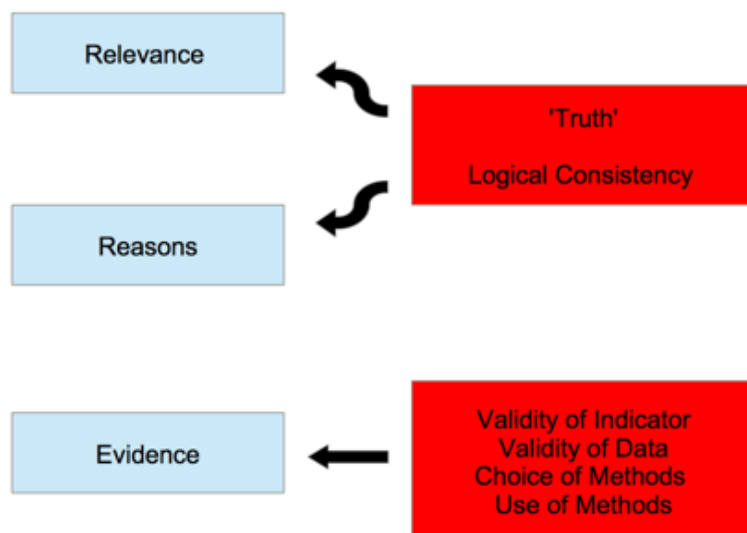 Relevance
'Truth'
Logical Consistency
Reasons
Evidence
Validity of Indicator
Validity of Data
Choice of Methods
Use of Methods